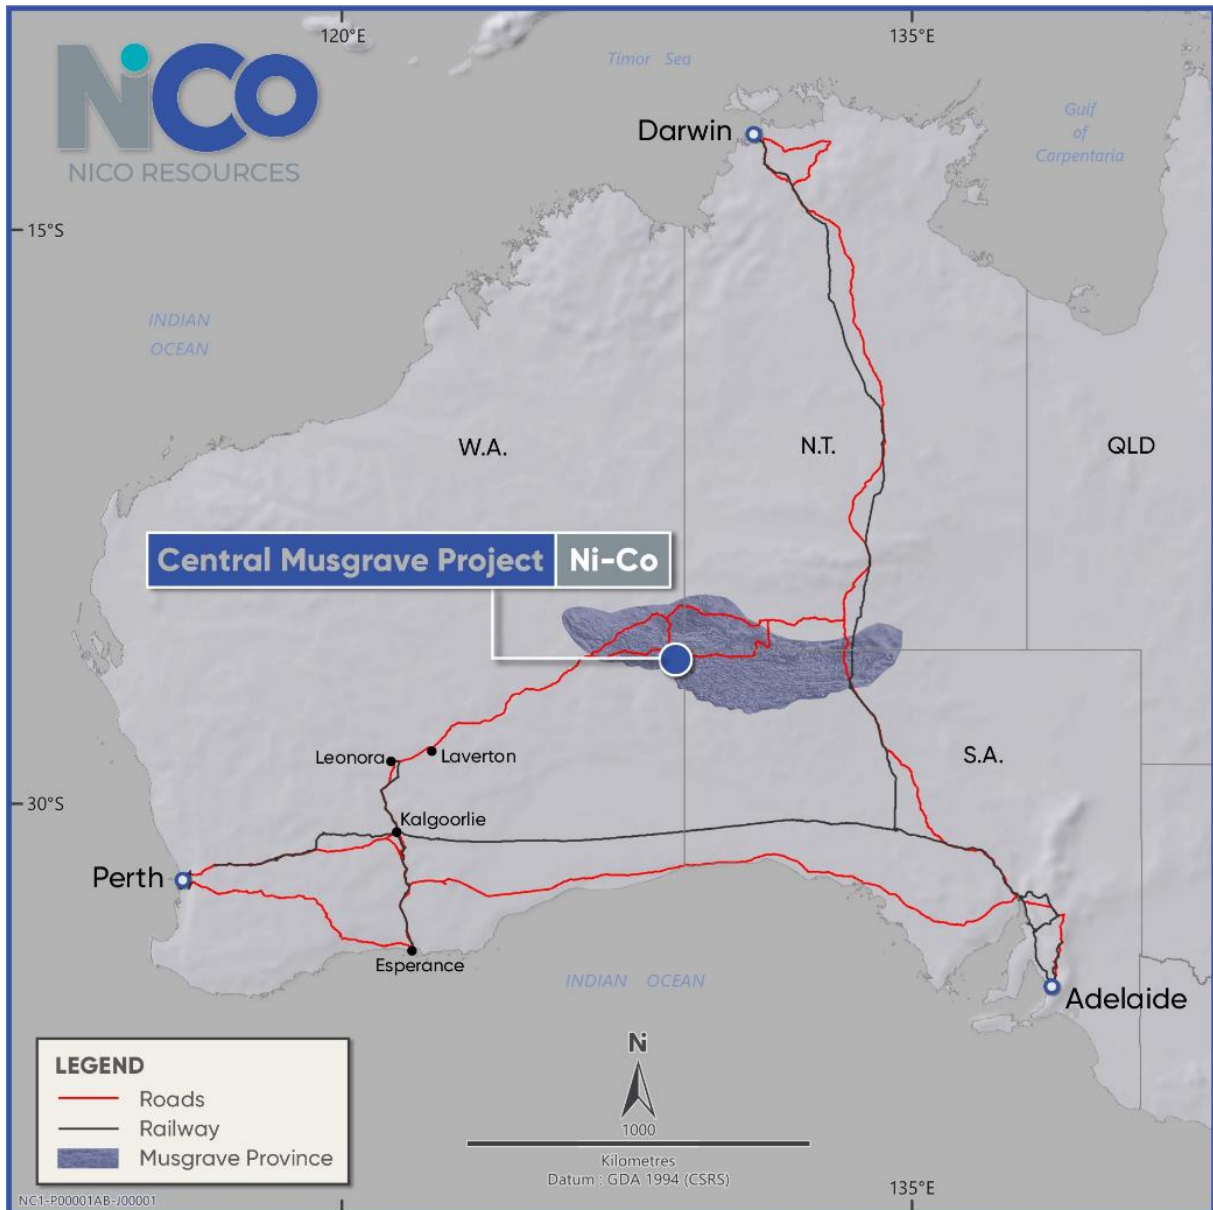 120°E
135°E
NiCo
NICO RESOURCES
Timor Sea
Gulf
of
Carpentaria
Darwin
15°S
INDIAN
OCEAN
W.A.
N.T.
QLD
Central Musgrave Project Ni-Co
Leonora
Laverton
S.A.
30°S
Kalgoorlie
Perth
Esperance
INDIAN OCEAN
Adelaide
LEGEND
Roads
Railway
Musgrave Province
N
1000
Kilometres
Datum : GDA 1994 (CSRS)
135°E
120°E
NC1-P00001AB-J00001